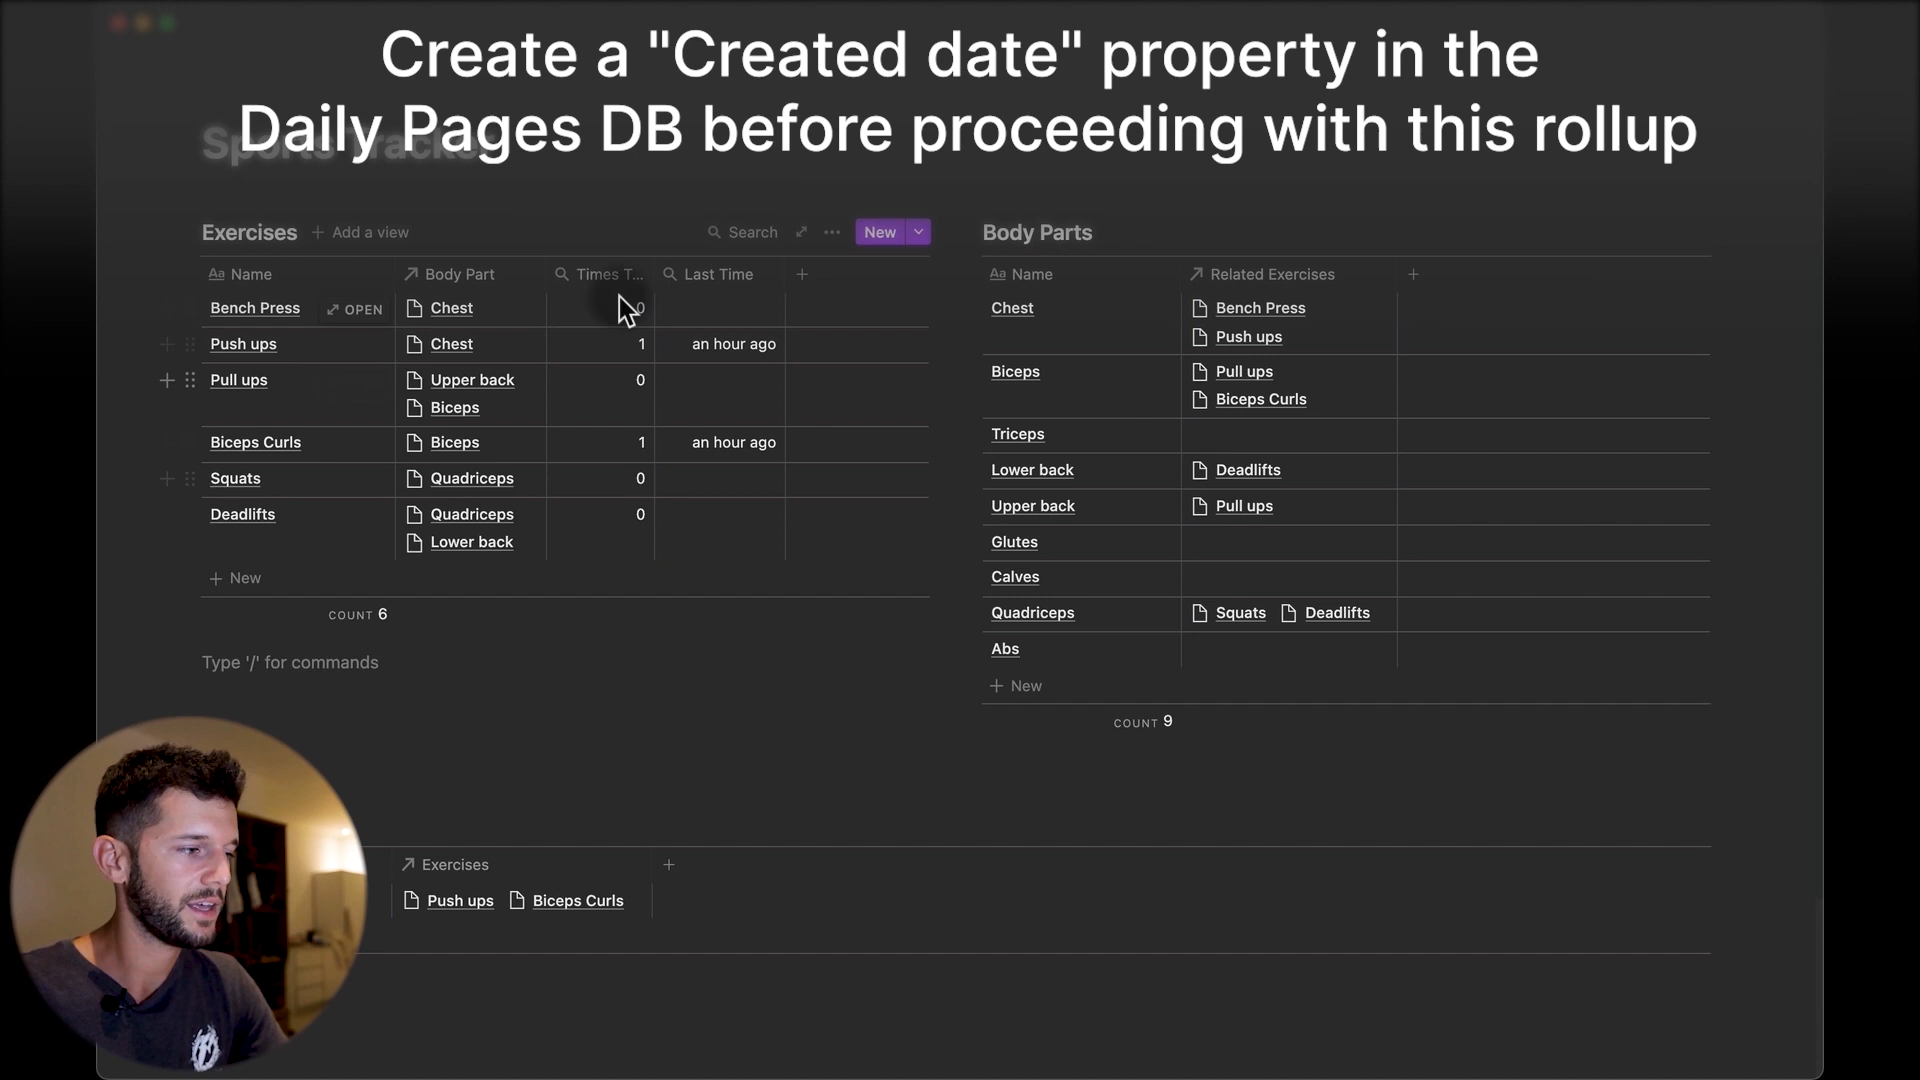 Create a "Created date" property in the
Daily Pages DB before proceeding with this rollup
Sports Tracker
Exercises + Add a view Search ... New
Aa Name Body Part Times T... Last Time +
Bench Press OPEN Chest 0
Push ups Chest 1 an hour ago
Pull ups Upper back 0
Biceps
Biceps Curls Biceps 1 an hour ago
Squats Quadriceps 0
Deadlifts Quadriceps 0
Lower back
+ New
COUNT 6
Type '/' for commands
Body Parts
Aa Name Related Exercises +
Chest Bench Press
Push ups
Biceps Pull ups
Biceps Curls
Triceps
Lower back Deadlifts
Upper back Pull ups
Glutes
Calves
Quadriceps Squats Deadlifts
Abs
+ New
COUNT 9
Exercises +
Push ups Biceps Curls